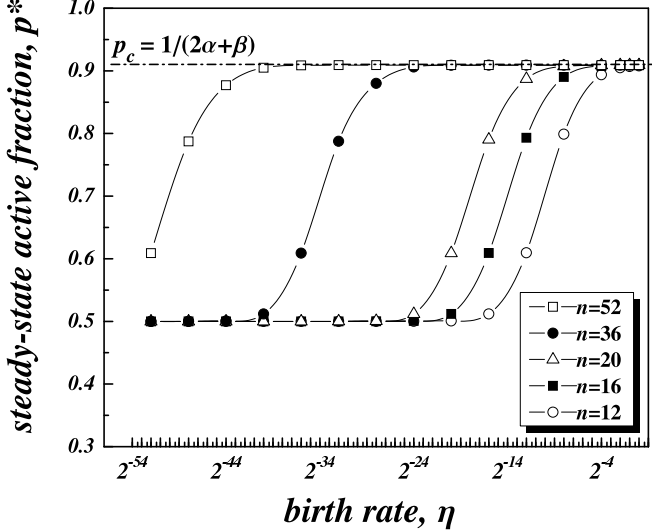 steady-state active fraction, p*
1.0
0.9
0.8
0.7
0.6
0.5
0.4
0.3
p_c = 1/(2α+β)
n=52
n=36
n=20
n=16
n=12
2^-54 2^-44 2^-34 2^-24 2^-14 2^-4
birth rate, η